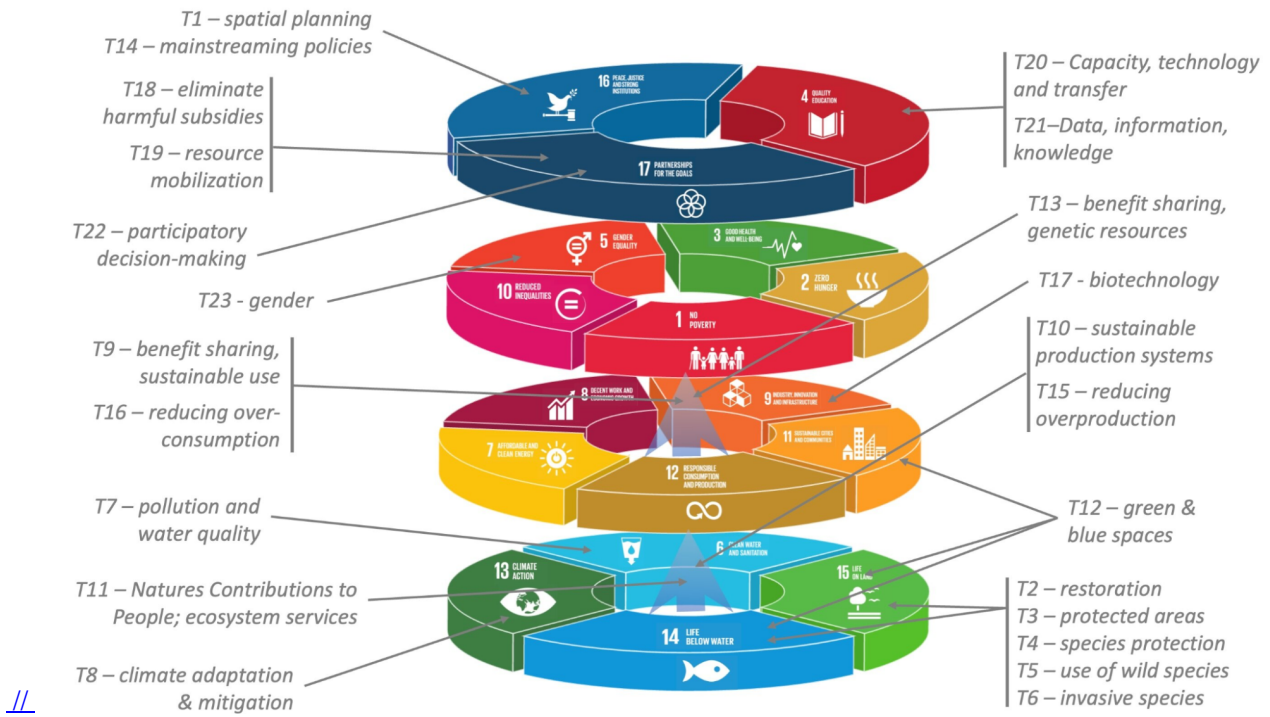 T1 – spatial planning
T14 – mainstreaming policies
T18 – eliminate
harmful subsidies
T19 – resource
mobilization
T22 – participatory
decision-making
T23 - gender
T9 – benefit sharing,
sustainable use
T16 – reducing over-
consumption
T7 – pollution and
water quality
T11 – Natures Contributions to
People; ecosystem services
T8 – climate adaptation
& mitigation
//
16 PEACE, JUSTICE
AND STRONG
INSTITUTIONS
4 QUALITY
EDUCATION
17 PARTNERSHIPS
FOR THE GOALS
5 GENDER
EQUALITY
3 GOOD HEALTH
AND WELL-BEING
10 REDUCED
INEQUALITIES
2 ZERO
HUNGER
1 NO
POVERTY
8 DECENT WORK AND
ECONOMIC GROWTH
9 INDUSTRY, INNOVATION
AND INFRASTRUCTURE
7 AFFORDABLE AND
CLEAN ENERGY
11 SUSTAINABLE CITIES
AND COMMUNITIES
12 RESPONSIBLE
CONSUMPTION
AND PRODUCTION
6 CLEAN WATER
AND SANITATION
13 CLIMATE
ACTION
15 LIFE
ON LAND
14 LIFE
BELOW WATER
T20 – Capacity, technology
and transfer
T21–Data, information,
knowledge
T13 – benefit sharing,
genetic resources
T17 - biotechnology
T10 – sustainable
production systems
T15 – reducing
overproduction
T12 – green &
blue spaces
T2 – restoration
T3 – protected areas
T4 – species protection
T5 – use of wild species
T6 – invasive species